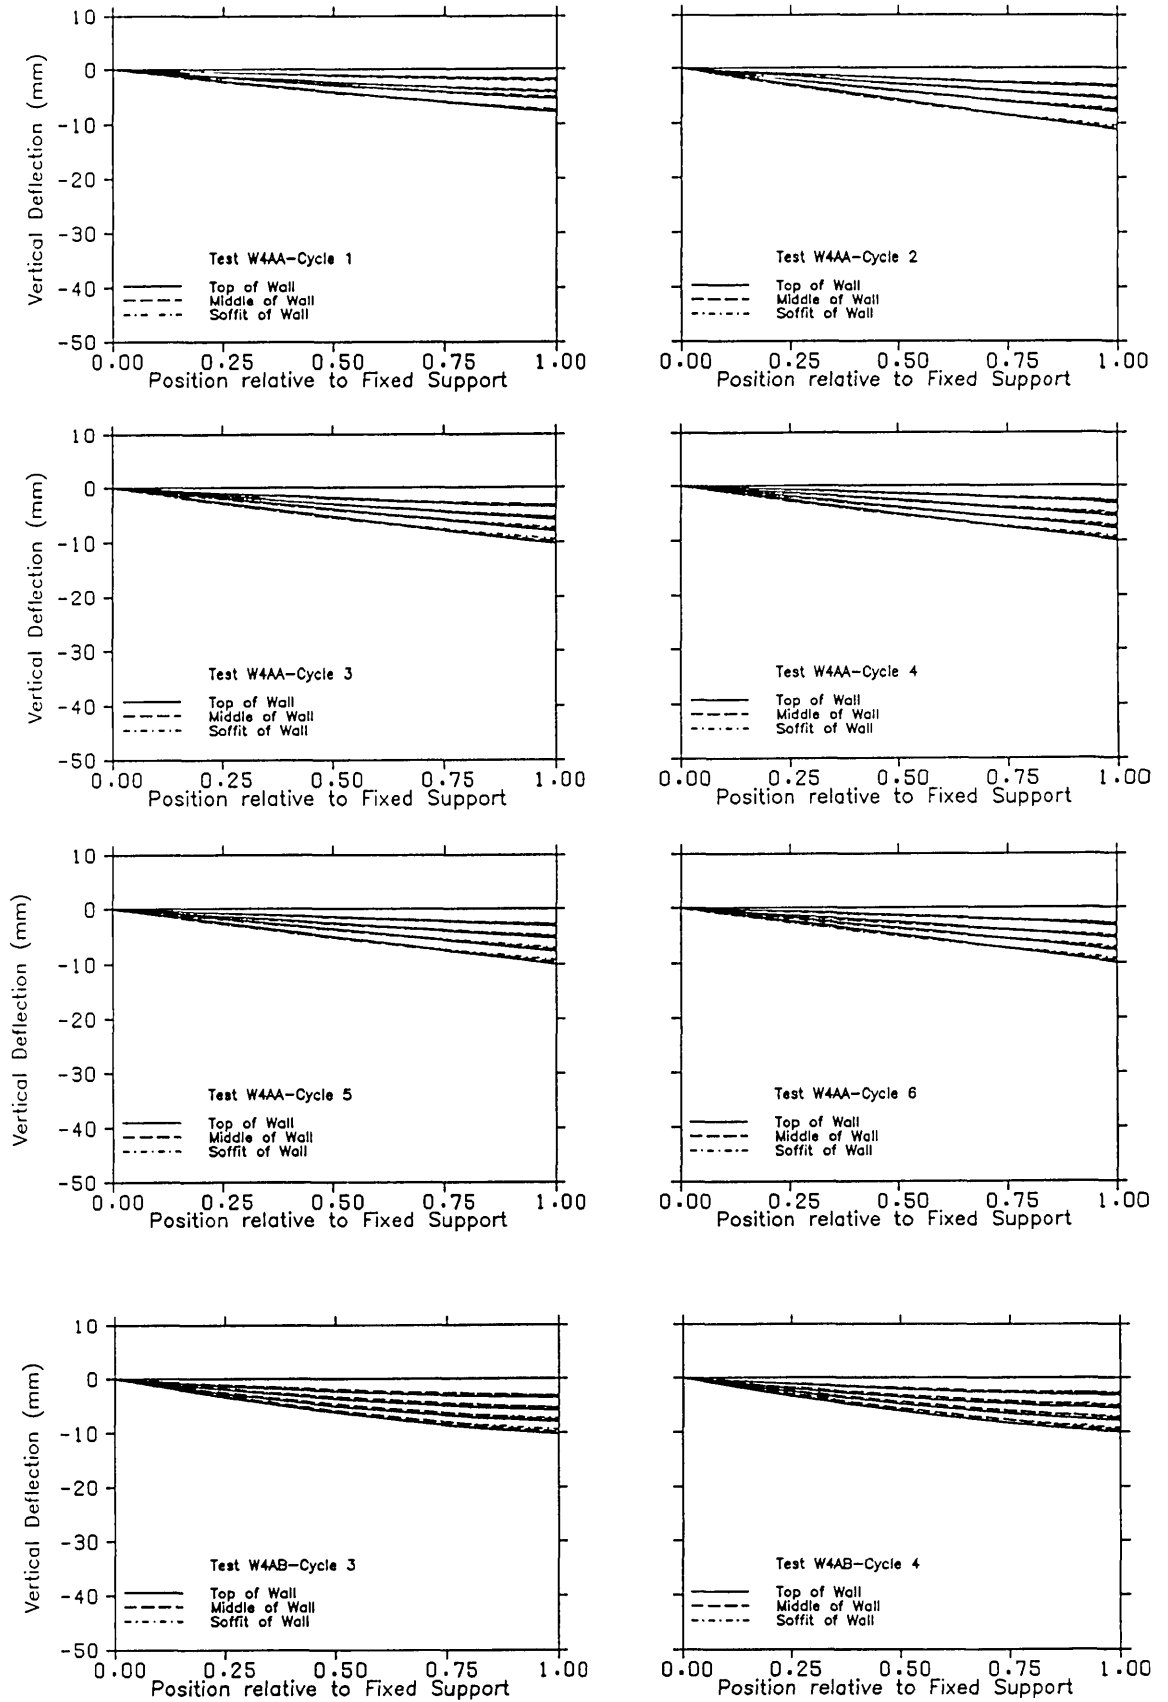 10
0
-10
-20
-30
-40
-50
Vertical Deflection (mm)
Test W4AA-Cycle 1
Top of Wall
Middle of Wall
Soffit of Wall
0.00 0.25 0.50 0.75 1.00
Position relative to Fixed Support
Test W4AA-Cycle 2
Top of Wall
Middle of Wall
Soffit of Wall
0.00 0.25 0.50 0.75 1.00
Position relative to Fixed Support
10
0
-10
-20
-30
-40
-50
Vertical Deflection (mm)
Test W4AA-Cycle 3
Top of Wall
Middle of Wall
Soffit of Wall
0.00 0.25 0.50 0.75 1.00
Position relative to Fixed Support
Test W4AA-Cycle 4
Top of Wall
Middle of Wall
Soffit of Wall
0.00 0.25 0.50 0.75 1.00
Position relative to Fixed Support
10
0
-10
-20
-30
-40
-50
Vertical Deflection (mm)
Test W4AA-Cycle 5
Top of Wall
Middle of Wall
Soffit of Wall
0.00 0.25 0.50 0.75 1.00
Position relative to Fixed Support
Test W4AA-Cycle 6
Top of Wall
Middle of Wall
Soffit of Wall
0.00 0.25 0.50 0.75 1.00
Position relative to Fixed Support
10
0
-10
-20
-30
-40
-50
Vertical Deflection (mm)
Test W4AB-Cycle 3
Top of Wall
Middle of Wall
Soffit of Wall
0.00 0.25 0.50 0.75 1.00
Position relative to Fixed Support
Test W4AB-Cycle 4
Top of Wall
Middle of Wall
Soffit of Wall
0.00 0.25 0.50 0.75 1.00
Position relative to Fixed Support